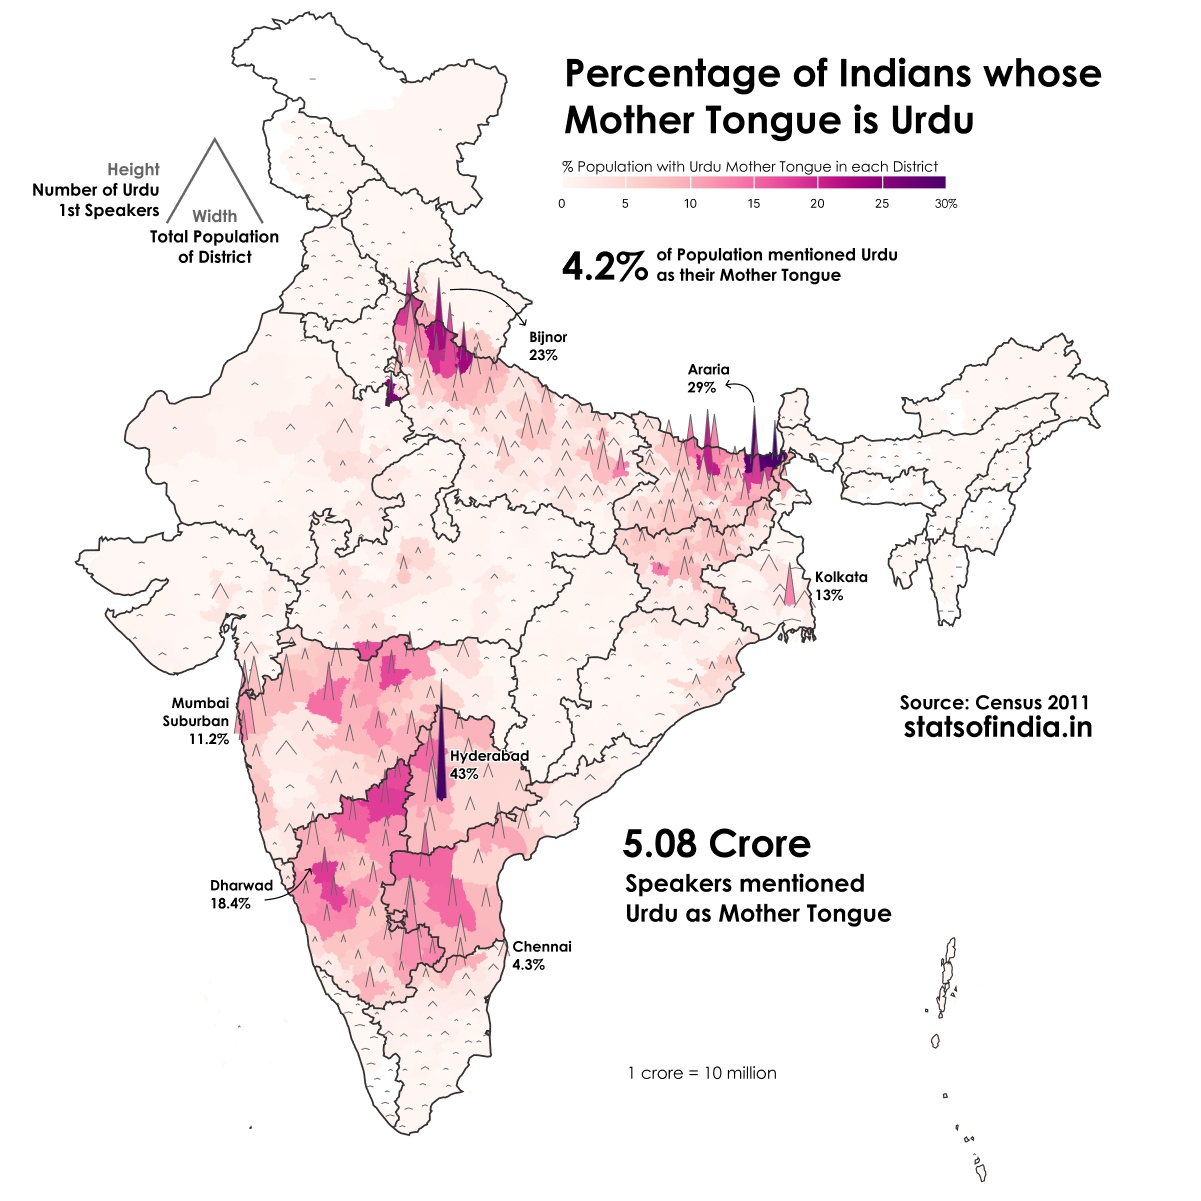 Percentage of Indians whose
Mother Tongue is Urdu
% Population with Urdu Mother Tongue in each District
0 5 10 15 20 25 30%
Height
Number of Urdu
1st Speakers
Width
Total Population
of District
4.2%
of Population mentioned Urdu
as their Mother Tongue
Bijnor
23%
Araria
29%
Kolkata
13%
Mumbai
Suburban
11.2%
Source: Census 2011
statsofindia.in
Hyderabad
43%
5.08 Crore
Speakers mentioned
Urdu as Mother Tongue
Dharwad
18.4%
Chennai
4.3%
1 crore = 10 million